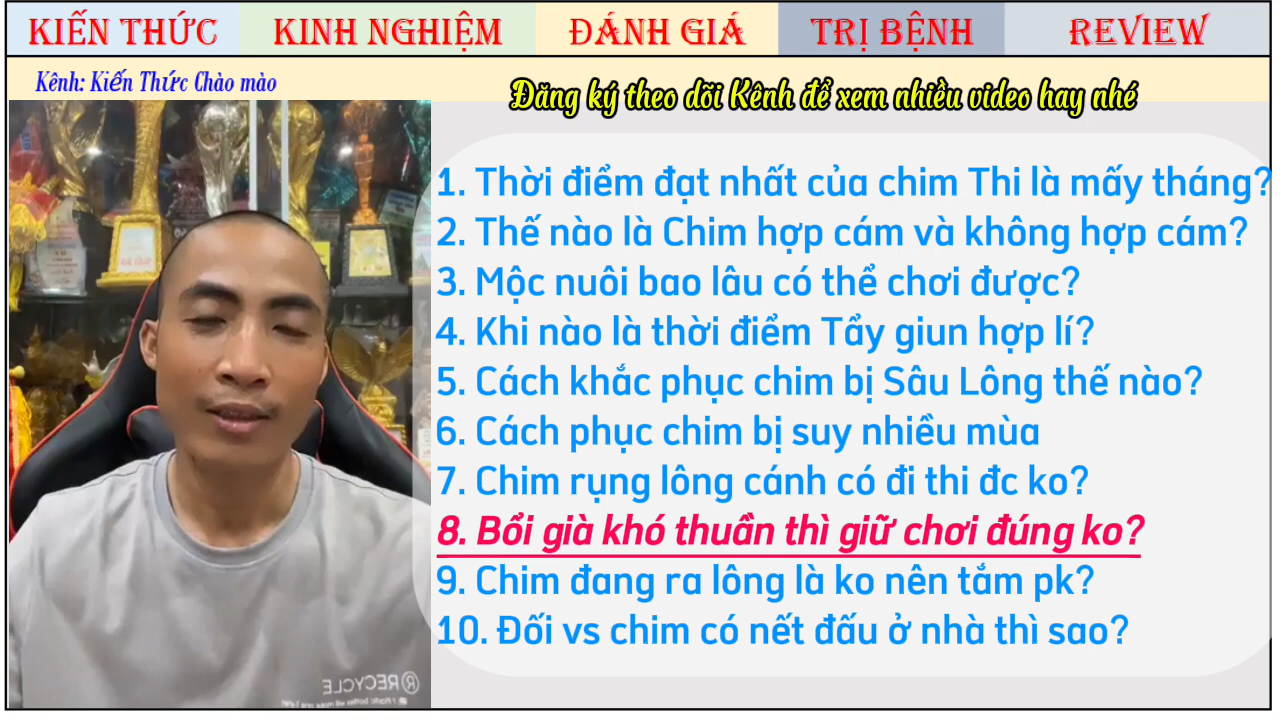 KIẾN THỨC
KINH NGHIỆM
ĐÁNH GIÁ
TRỊ BỆNH
REVIEW
Kênh: Kiến Thức Chào mào
Đăng ký theo dõi Kênh để xem nhiều video hay nhé
1. Thời điểm đạt nhất của chim Thi là mấy tháng?
2. Thế nào là Chim hợp cám và không hợp cám?
3. Mộc nuôi bao lâu có thể chơi được?
4. Khi nào là thời điểm Tẩy giun hợp lí?
5. Cách khắc phục chim bị Sâu Lông thế nào?
6. Cách phục chim bị suy nhiều mùa
7. Chim rụng lông cánh có đi thi đc ko?
8. Bổi già khó thuần thì giữ chơi đúng ko?
9. Chim đang ra lông là ko nên tắm pk?
10. Đối vs chim có nết đấu ở nhà thì sao?
® RECYCLE